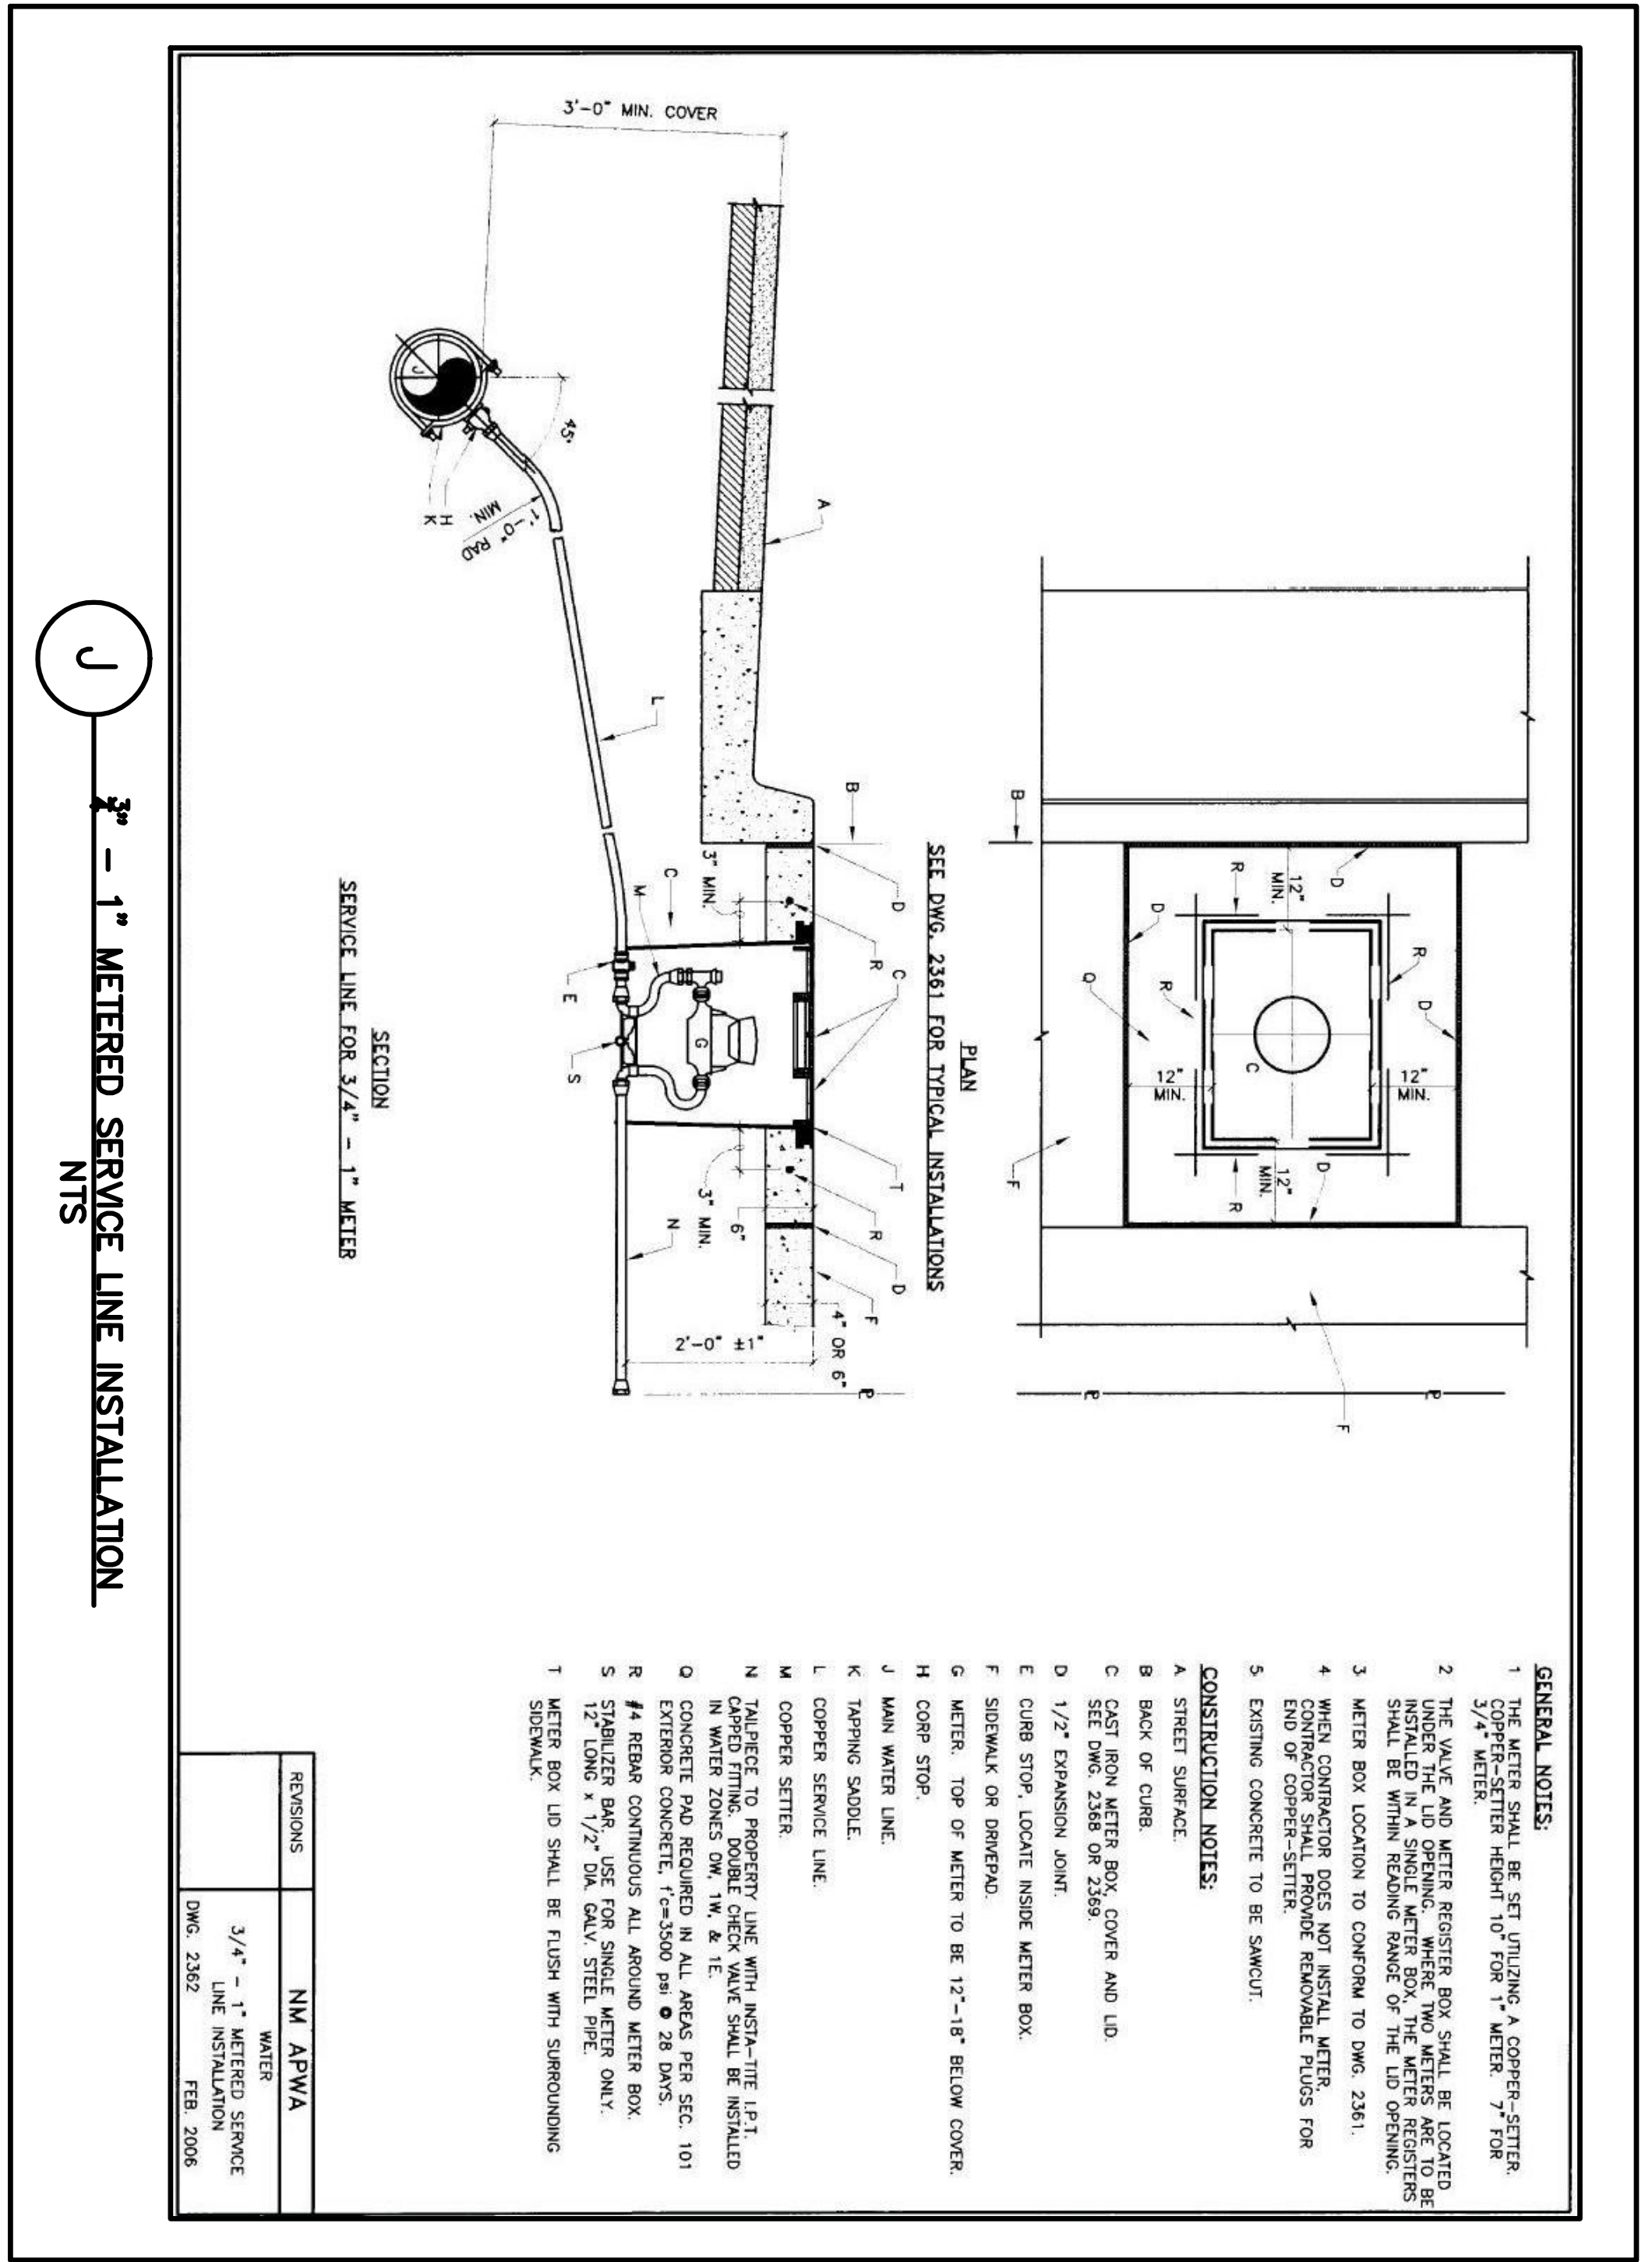 GENERAL NOTES:
1 THE METER SHALL BE SET UTILIZING A COPPER-SETTER.
COPPER-SETTER HEIGHT 10" FOR 1" METER. 7" FOR
3/4" METER.
2 THE VALVE AND METER REGISTER BOX SHALL BE LOCATED
UNDER THE LID OPENING. WHERE TWO METERS ARE TO BE
INSTALLED IN A SINGLE METER BOX, THE METER REGISTERS
SHALL BE WITHIN READING RANGE OF THE LID OPENING.
3. METER BOX LOCATION TO CONFORM TO DWG. 2361.
4 WHEN CONTRACTOR DOES NOT INSTALL METER,
CONTRACTOR SHALL PROVIDE REMOVABLE PLUGS FOR
END OF COPPER-SETTER.
5. EXISTING CONCRETE TO BE SAWCUT.
CONSTRUCTION NOTES:
A. STREET SURFACE.
B BACK OF CURB.
C CAST IRON METER BOX, COVER AND LID.
SEE DWG. 2368 OR 2369.
D 1/2" EXPANSION JOINT.
E CURB STOP, LOCATE INSIDE METER BOX.
F SIDEWALK OR DRIVEPAD.
G METER. TOP OF METER TO BE 12"-18" BELOW COVER.
H CORP STOP.
J MAIN WATER LINE.
K TAPPING SADDLE.
L COPPER SERVICE LINE.
M COPPER SETTER.
N TAILPIECE TO PROPERTY LINE WITH INSTA-TITE I.P.T.
CAPPED FITTING. DOUBLE CHECK VALVE SHALL BE INSTALLED
IN WATER ZONES 0W, 1W, & 1E.
Q CONCRETE PAD REQUIRED IN ALL AREAS PER SEC. 101
EXTERIOR CONCRETE, f'c=3500 psi @ 28 DAYS.
R #4 REBAR CONTINUOUS ALL AROUND METER BOX.
S STABILIZER BAR. USE FOR SINGLE METER ONLY.
12" LONG x 1/2" DIA. GALV. STEEL PIPE.
T METER BOX LID SHALL BE FLUSH WITH SURROUNDING
SIDEWALK.
B
D
R
12"
MIN.
D
R
R
D
Q
C
12"
MIN.
12"
MIN.
D
12"
MIN.
R
F
F
P
P
PLAN
SEE DWG. 2361 FOR TYPICAL INSTALLATIONS
3'-0" MIN. COVER
A
B
D
R
C
T
R
D
F
4" OR 6"
P
3" MIN.
C
M
G
6"
3" MIN.
N
2'-0" ±1"
L
E
S
45°
1'-0" RAD
MIN.
H
K
J
SECTION
SERVICE LINE FOR 3/4" - 1" METER
REVISIONS
NM APWA
WATER
3/4" - 1" METERED SERVICE
LINE INSTALLATION
DWG. 2362 FEB. 2006
J
3/4" - 1" METERED SERVICE LINE INSTALLATION
NTS